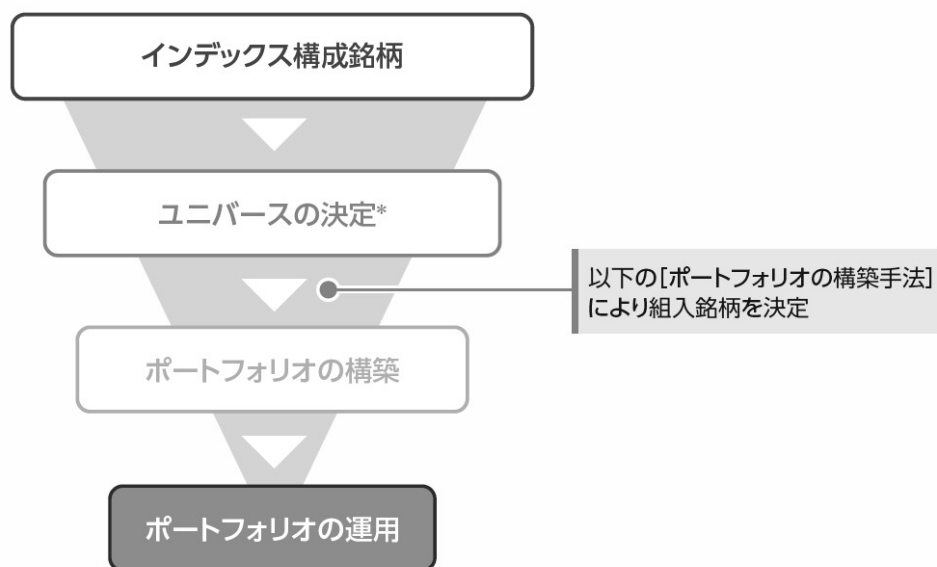 インデックス構成銘柄
ユニバースの決定*
以下の[ポートフォリオの構築手法]
により組入銘柄を決定
ポートフォリオの構築
ポートフォリオの運用